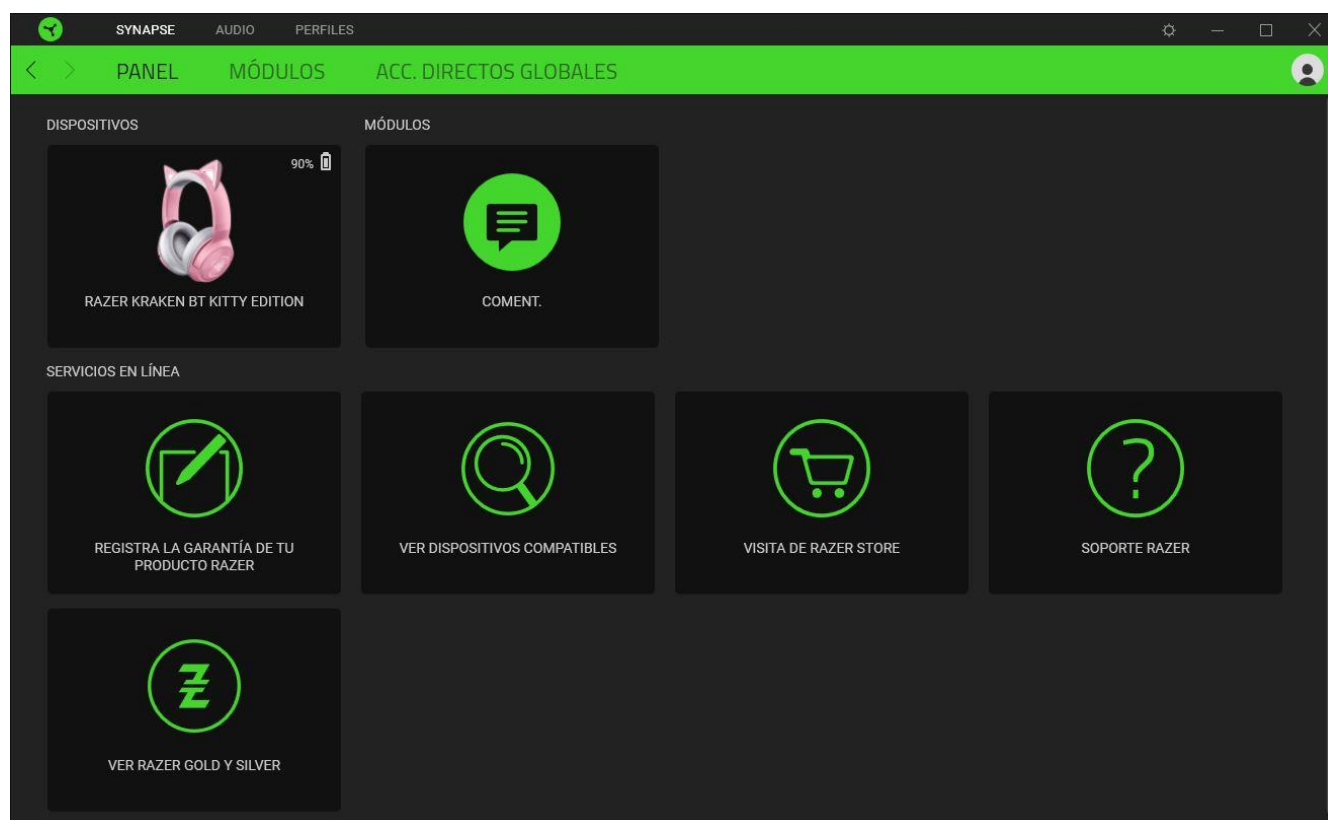 SYNAPSE AUDIO PERFILES
PANEL MÓDULOS ACC. DIRECTOS GLOBALES
DISPOSITIVOS
90%
RAZER KRAKEN BT KITTY EDITION
MÓDULOS
COMENT.
SERVICIOS EN LÍNEA
REGISTRA LA GARANTÍA DE TU
PRODUCTO RAZER
VER DISPOSITIVOS COMPATIBLES
VISITA DE RAZER STORE
SOPORTE RAZER
VER RAZER GOLD Y SILVER